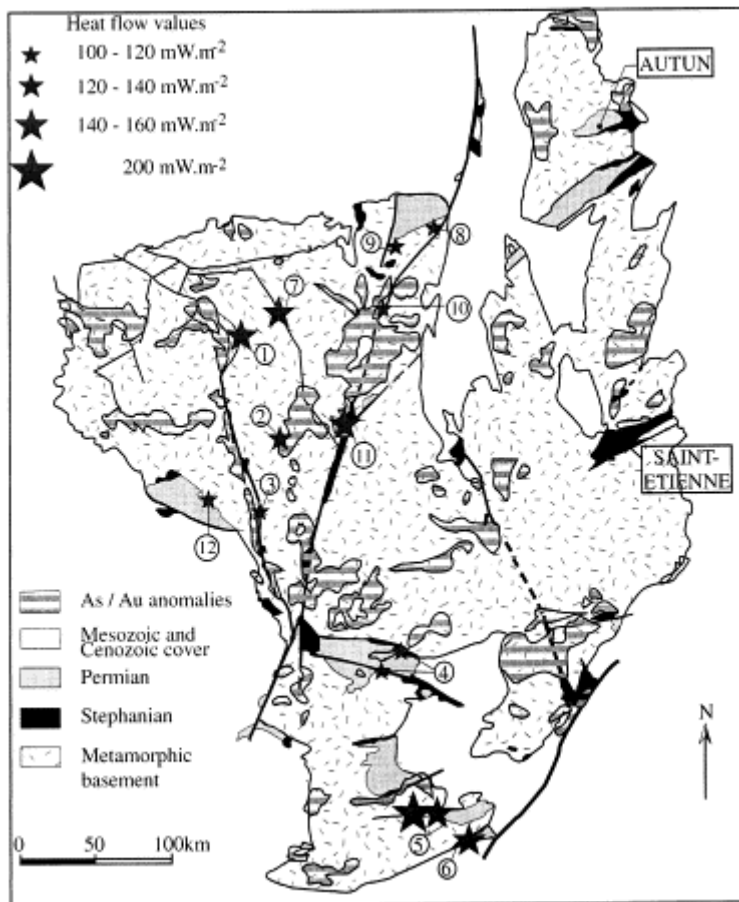 Heat flow values
100 - 120 mW.m-2
120 - 140 mW.m-2
140 - 160 mW.m-2
200 mW.m-2
AUTUN
9
8
7
10
1
2
11
SAINT-
ETIENNE
3
12
As / Au anomalies
Mesozoic and
Cenozoic cover
Permian
4
Stephanian
N
Metamorphic
basement
0 50 100km
5
6